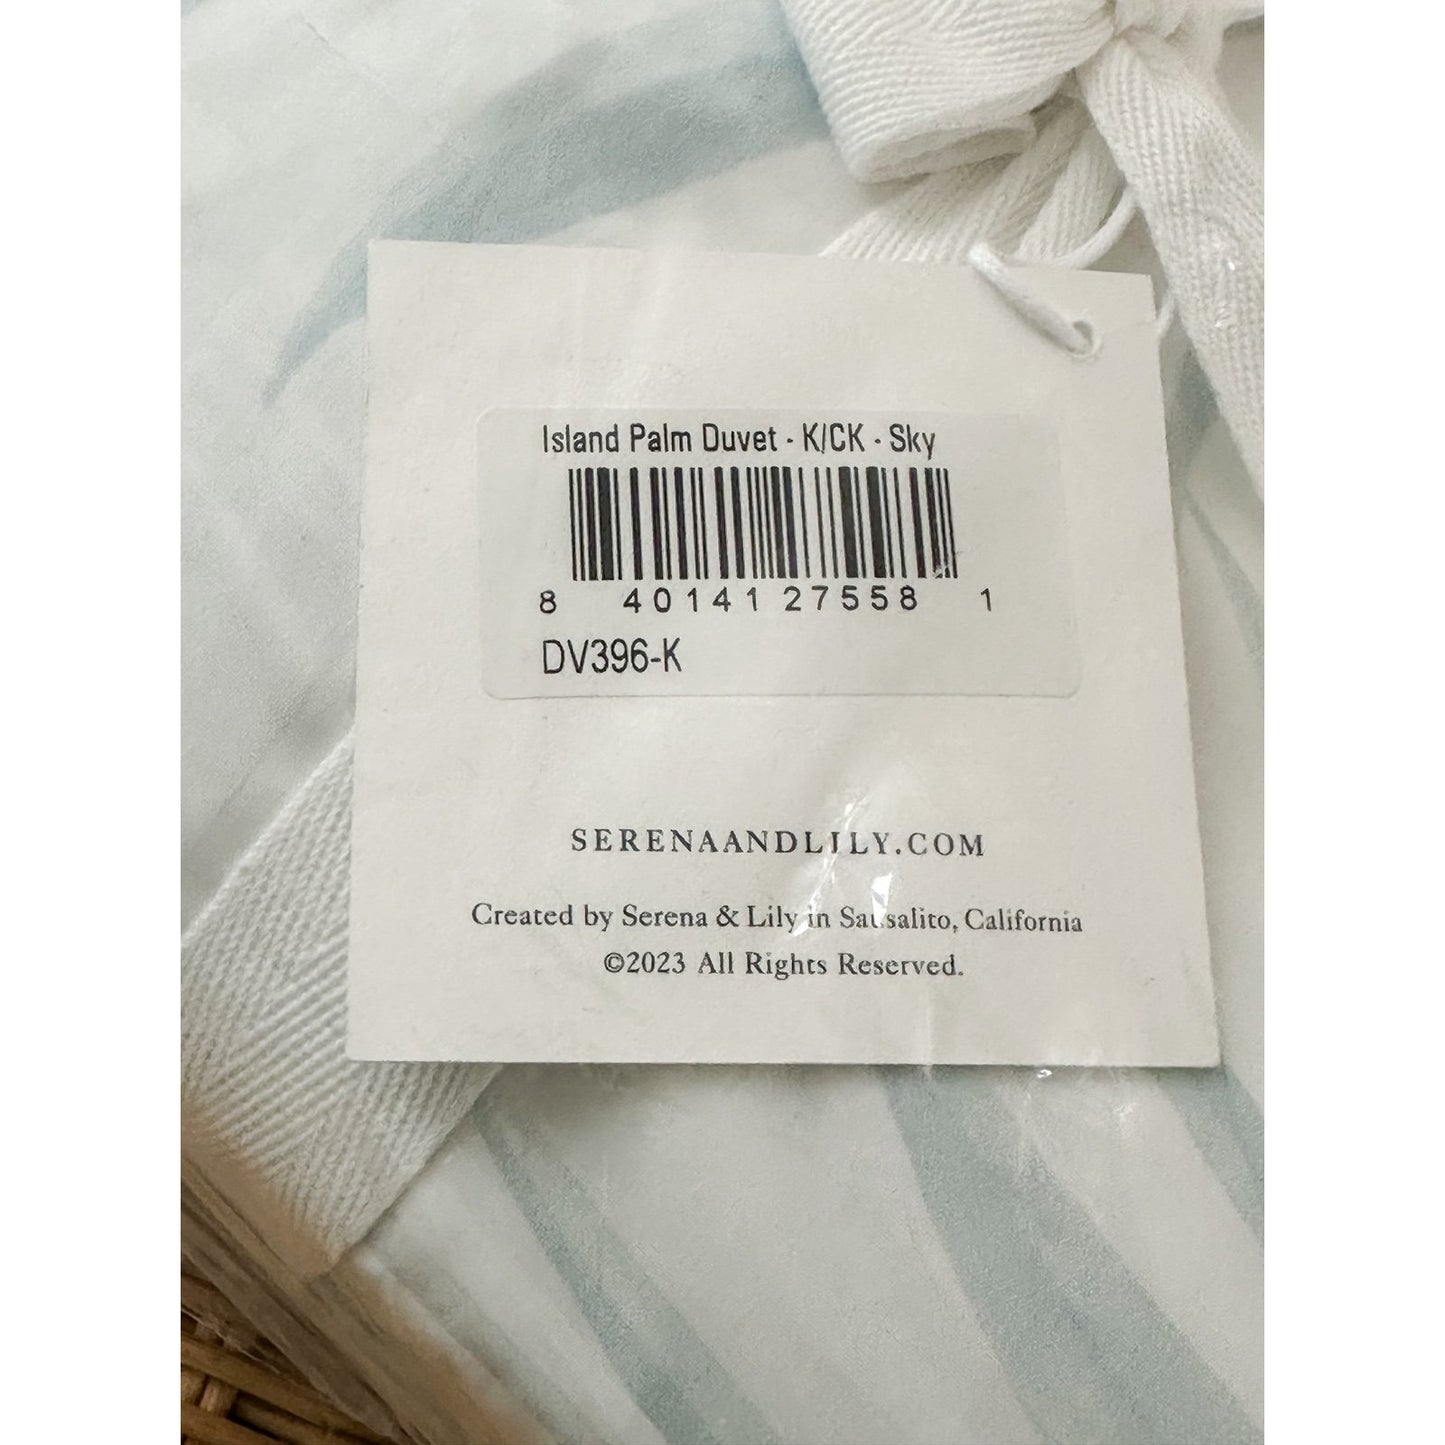 Island Palm Duvet - K/CK - Sky
8 40141 27558 1
DV396-K
SERENAANDLILY.COM
Created by Serena & Lily in Sausalito, California
©2023 All Rights Reserved.